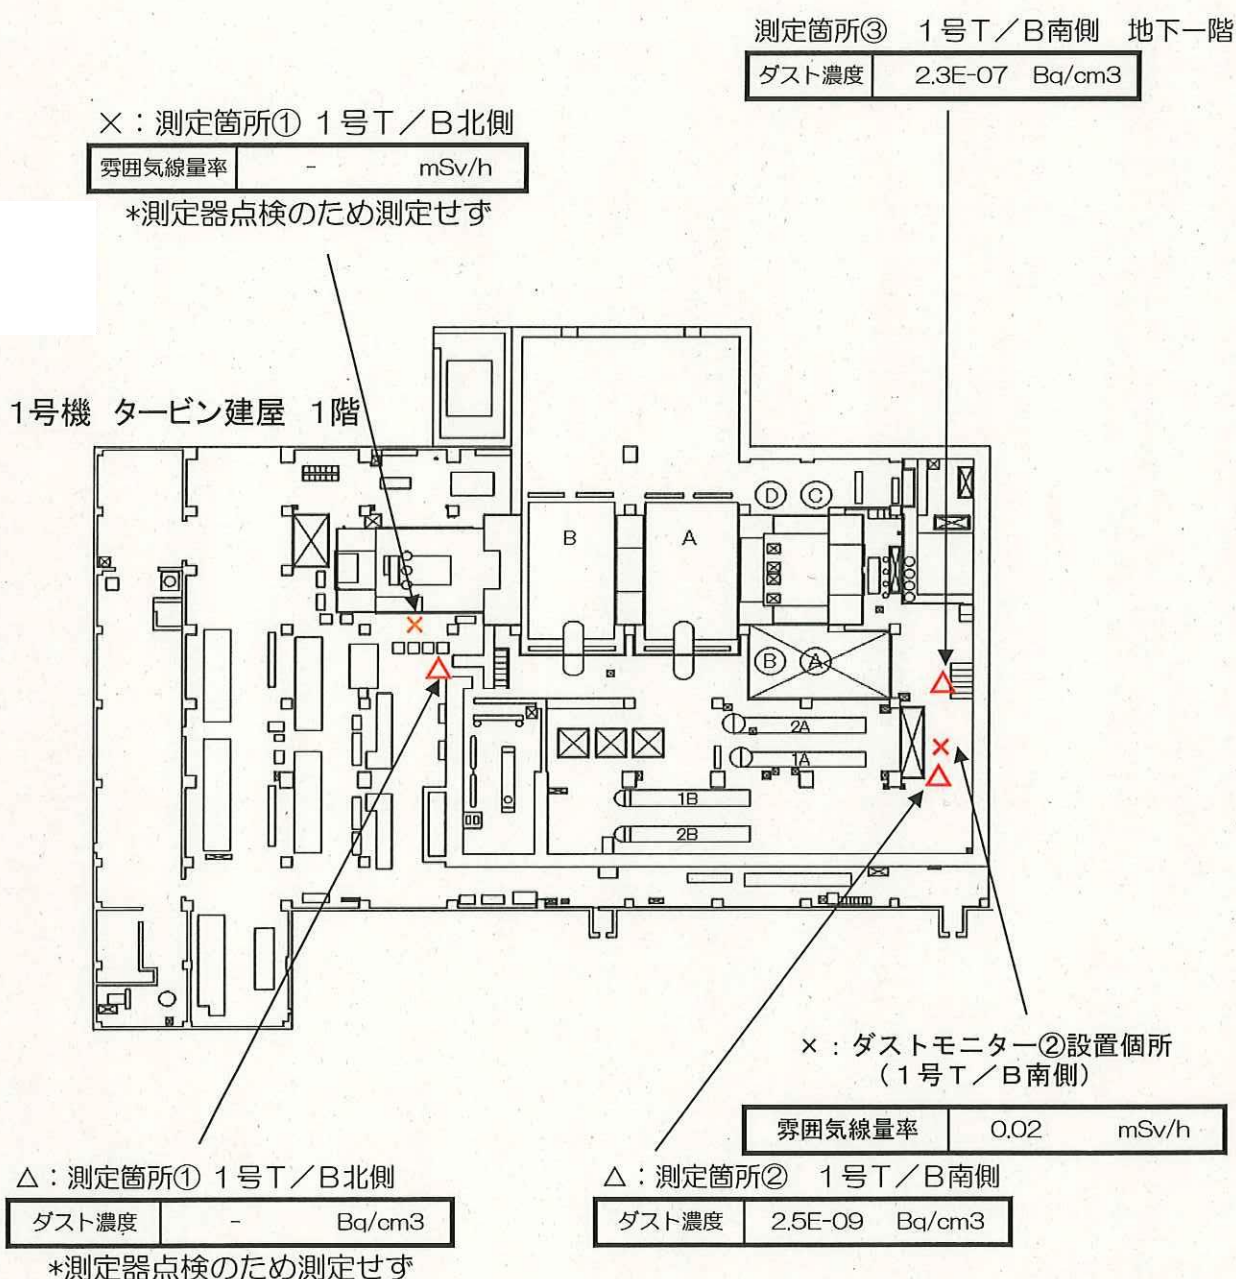 測定箇所③ 1号T／B南側 地下一階
ダスト濃度 2.3E-07 Bq/cm3
×：測定箇所① 1号T／B北側
雰囲気線量率 - mSv/h
*測定器点検のため測定せず
1号機 タービン建屋 1階
D C
B A
B A
2A
1A
1B
2B
×：ダストモニター②設置個所
（1号T／B南側）
雰囲気線量率 0.02 mSv/h
△：測定箇所① 1号T／B北側
ダスト濃度 - Bq/cm3
*測定器点検のため測定せず
△：測定箇所② 1号T／B南側
ダスト濃度 2.5E-09 Bq/cm3